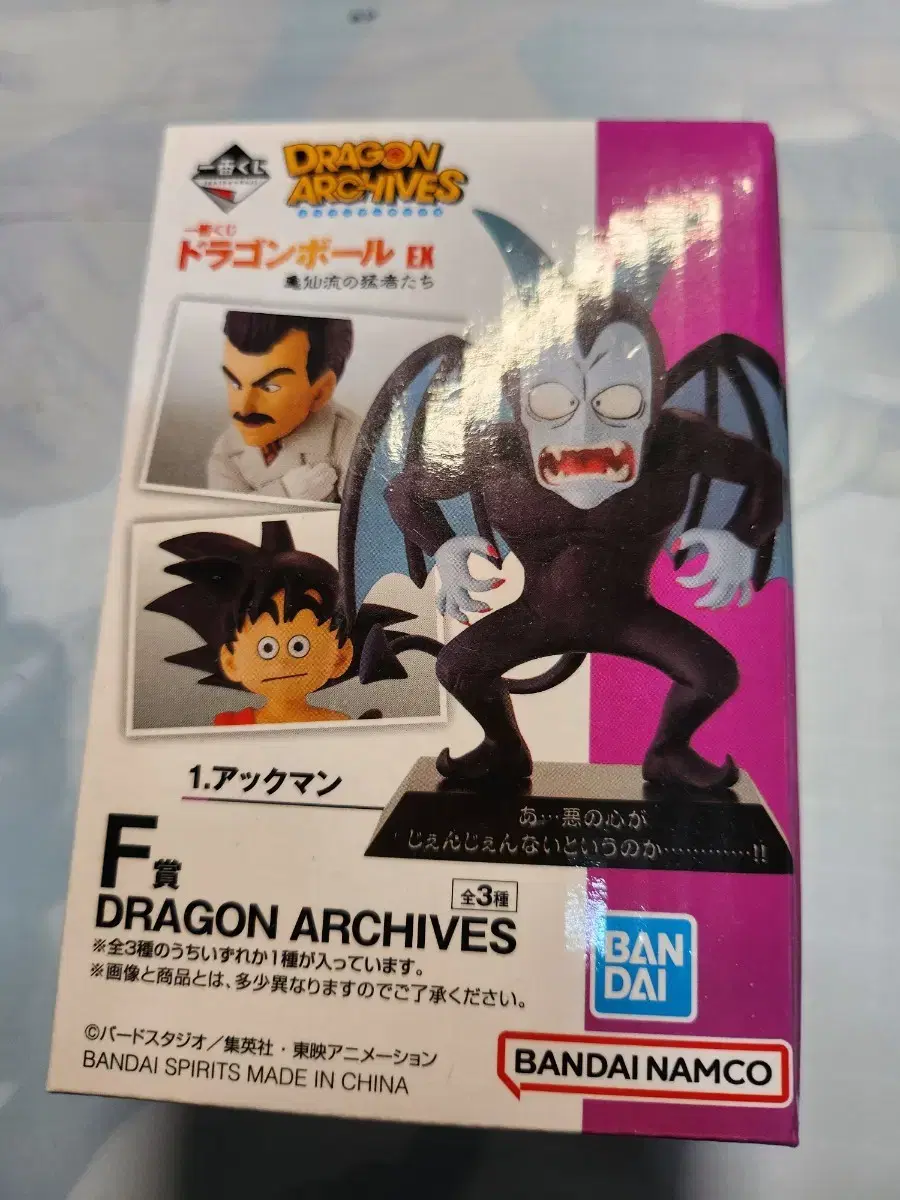 一番くじ
DRAGON
ARCHIVES
一番くじ
ドラゴンボール EX
亀仙流の猛者たち
1.アックマン
あ…悪の心が
じぇんじぇんないというのか…………!!
F賞
全3種
DRAGON ARCHIVES
※全3種のうちいずれか1種が入っています。
※画像と商品とは、多少異なりますのでご了承ください。
BAN
DAI
©バードスタジオ／集英社・東映アニメーション
BANDAI SPIRITS MADE IN CHINA
BANDAI NAMCO